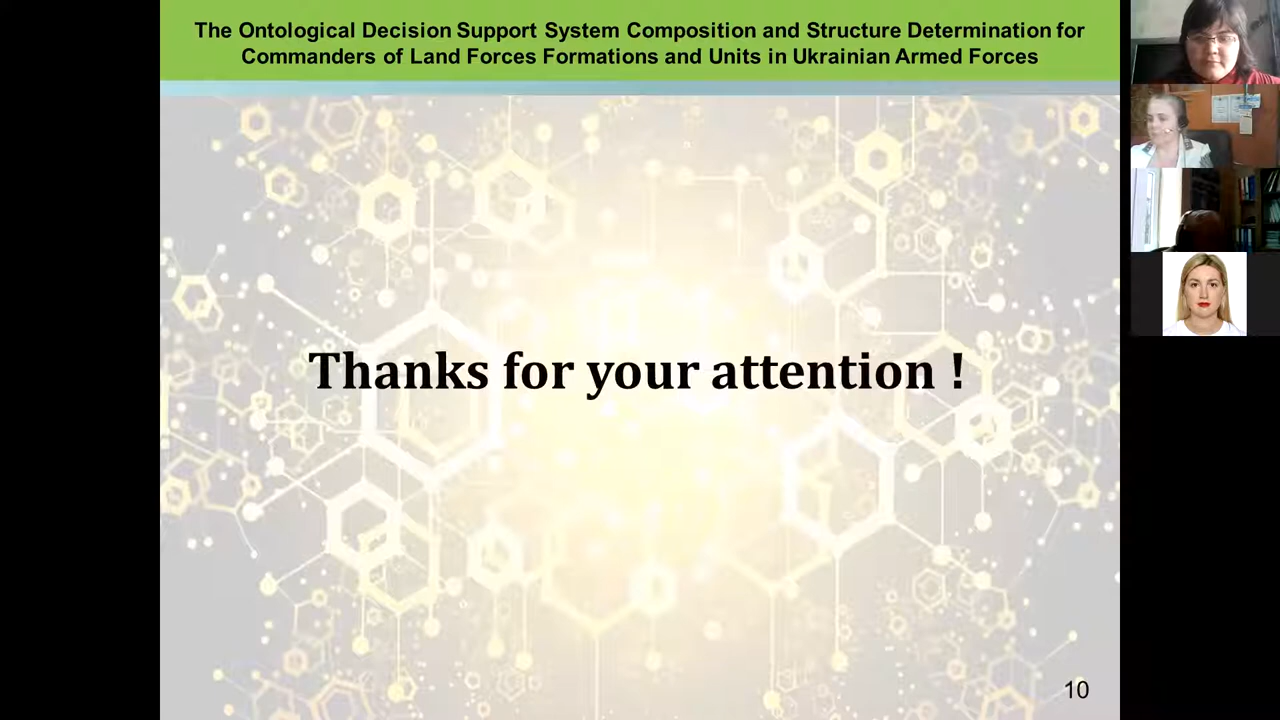 The Ontological Decision Support System Composition and Structure Determination for
Commanders of Land Forces Formations and Units in Ukrainian Armed Forces
Thanks for your attention !
10